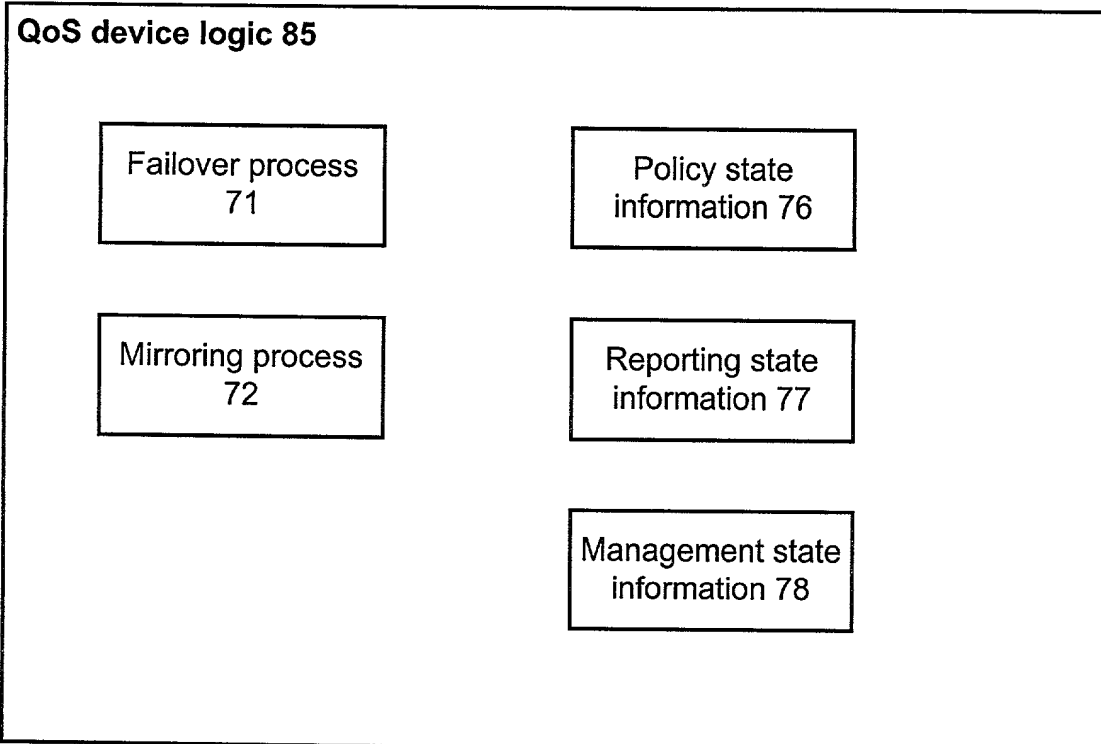 QoS device logic 85
Failover process
71
Policy state
information 76
Mirroring process
72
Reporting state
information 77
Management state
information 78